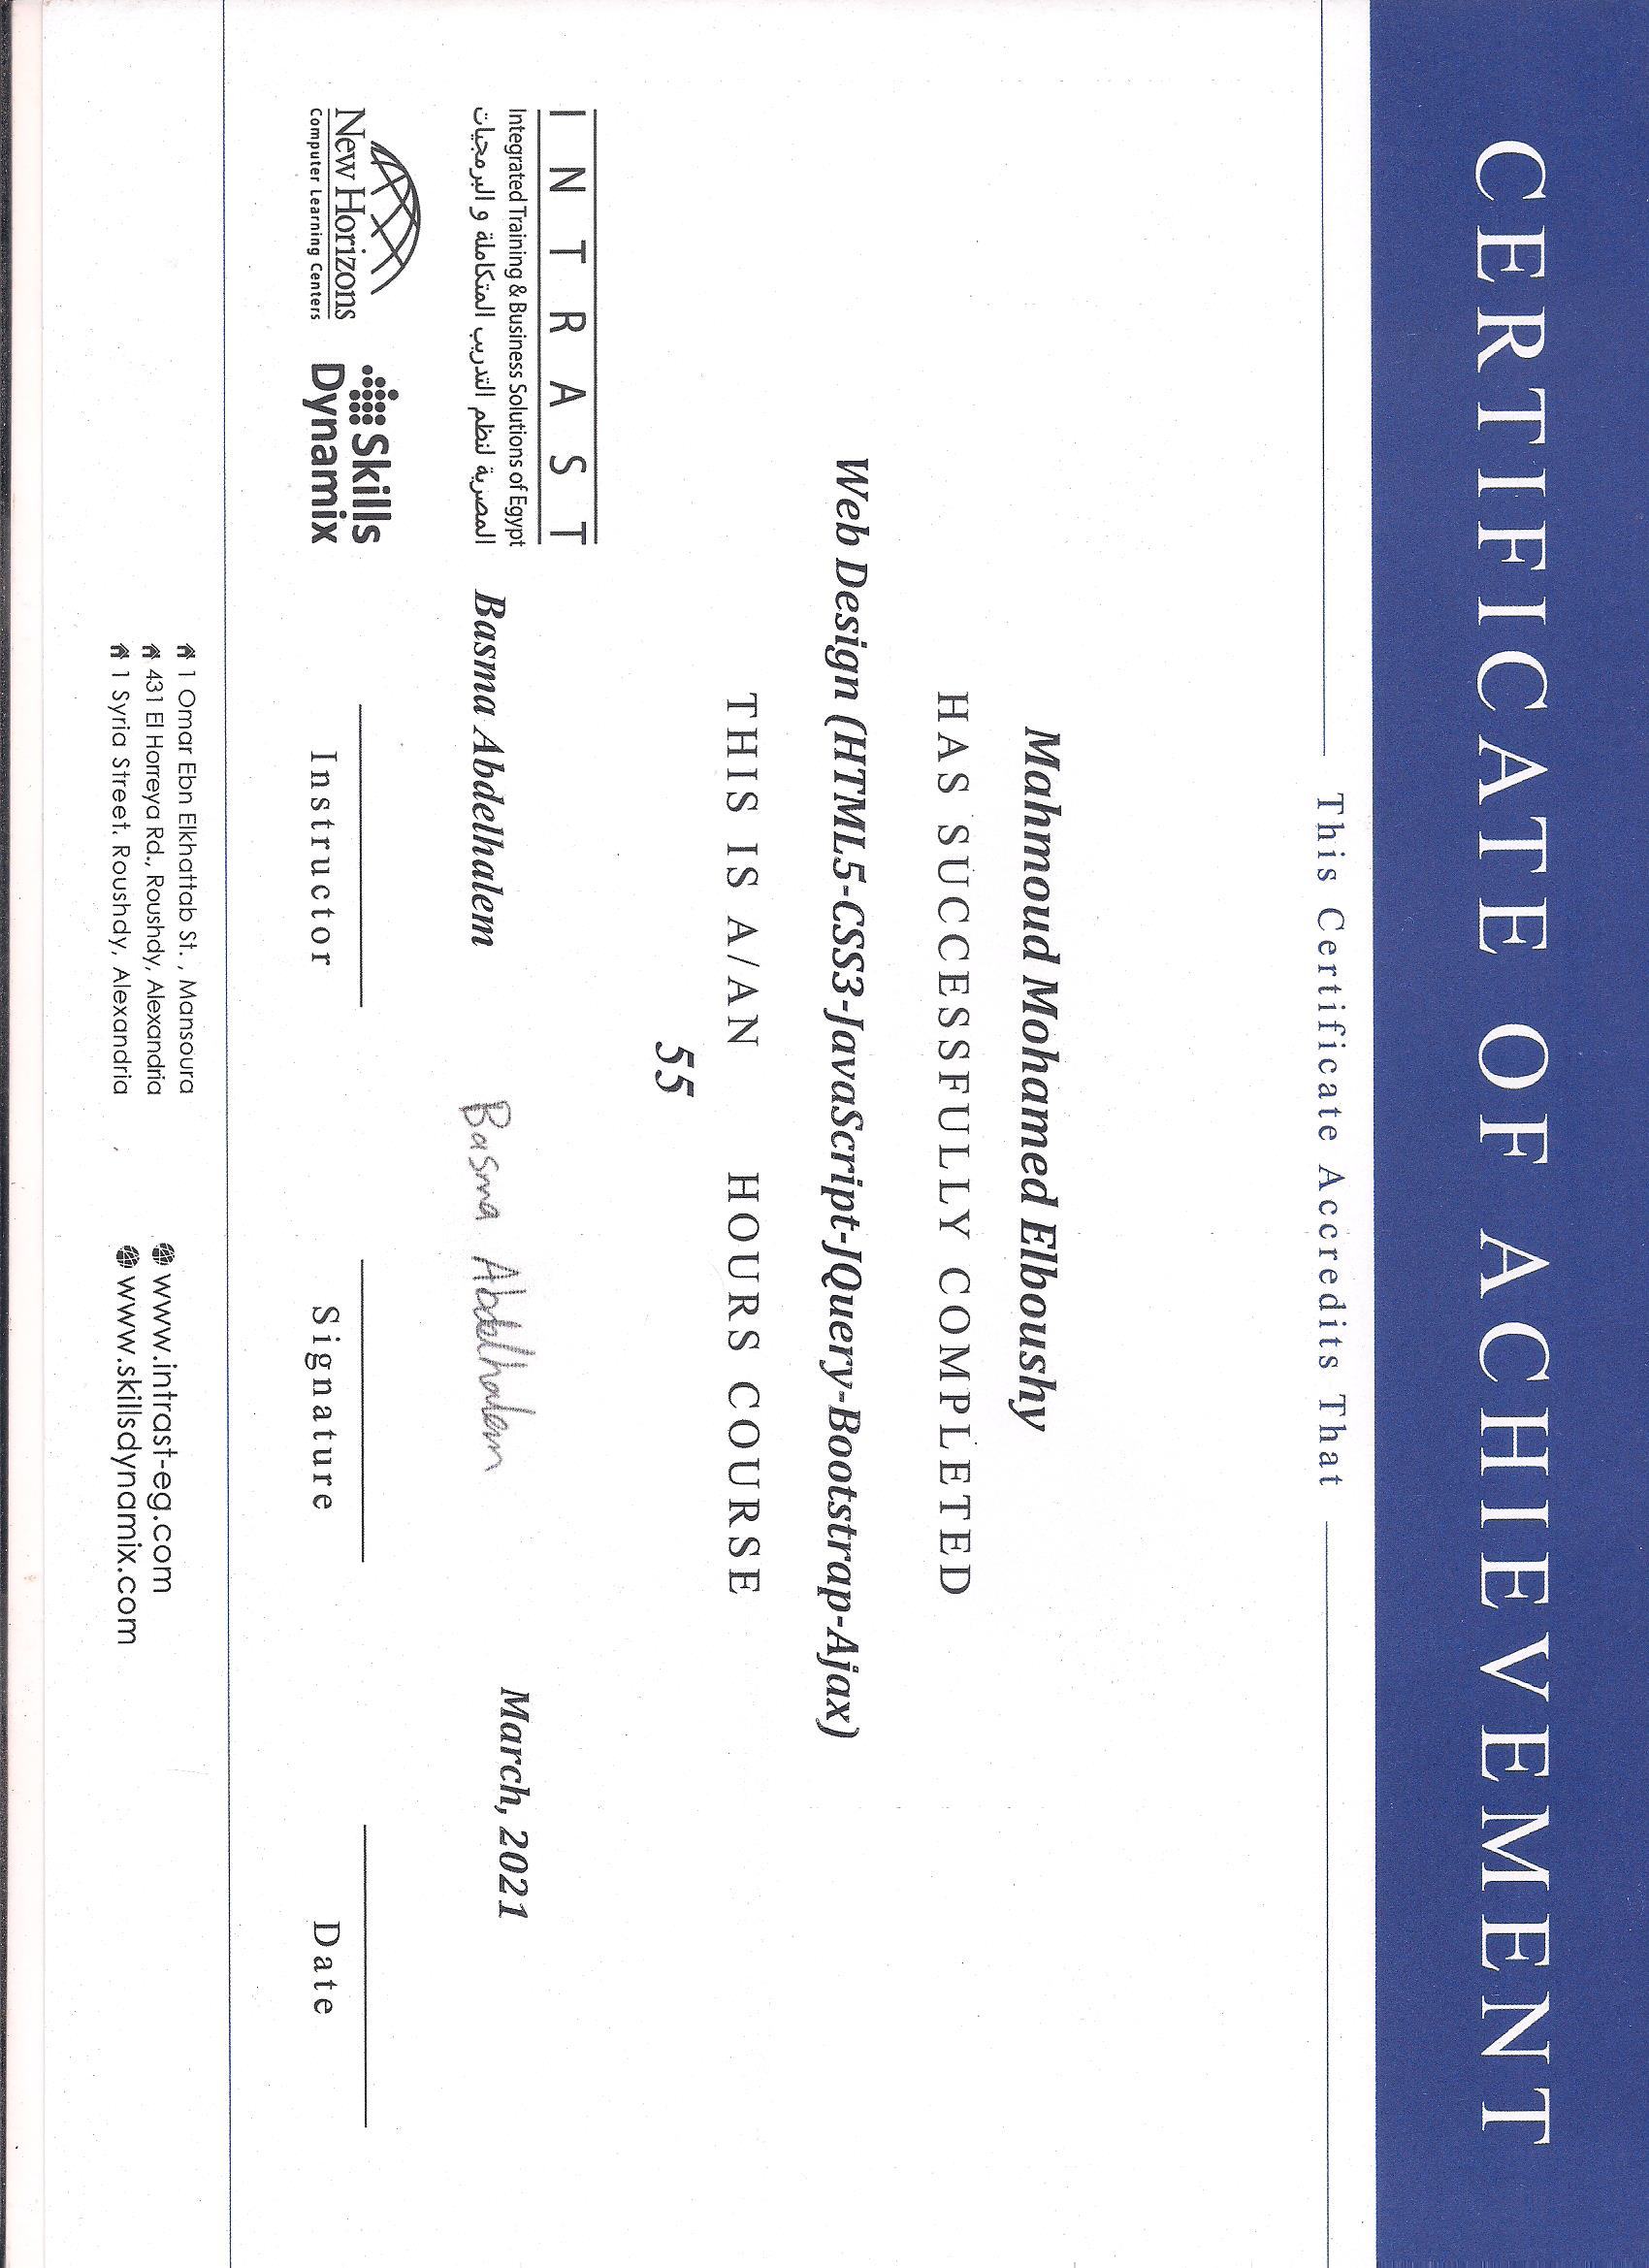 CERTIFICATE OF ACHIEVEMENT
This Certificate Accredits That
Mahmoud Mohamed Elboushy
HAS SUCCESSFULLY COMPLETED
Web Design (HTML5-CSS3-JavaScript-JQuery-Bootstrap-Ajax)
THIS IS A/AN HOURS COURSE
55
INTRAST
Integrated Training & Business Solutions of Egypt
المصرية لنظم التدريب المتكاملة و البرمجيات
Basma Abdelhalem
Basma Abdelhalem
March, 2021
New Horizons
Computer Learning Centers
Skills
Dynamix
Instructor
Signature
Date
1 Omar Ebn Elkhattab St. , Mansoura
431 El Horreya Rd., Roushdy, Alexandria
1 Syria Street. Roushdy, Alexandria
www.intrast-eg.com
www.skillsdynamix.com